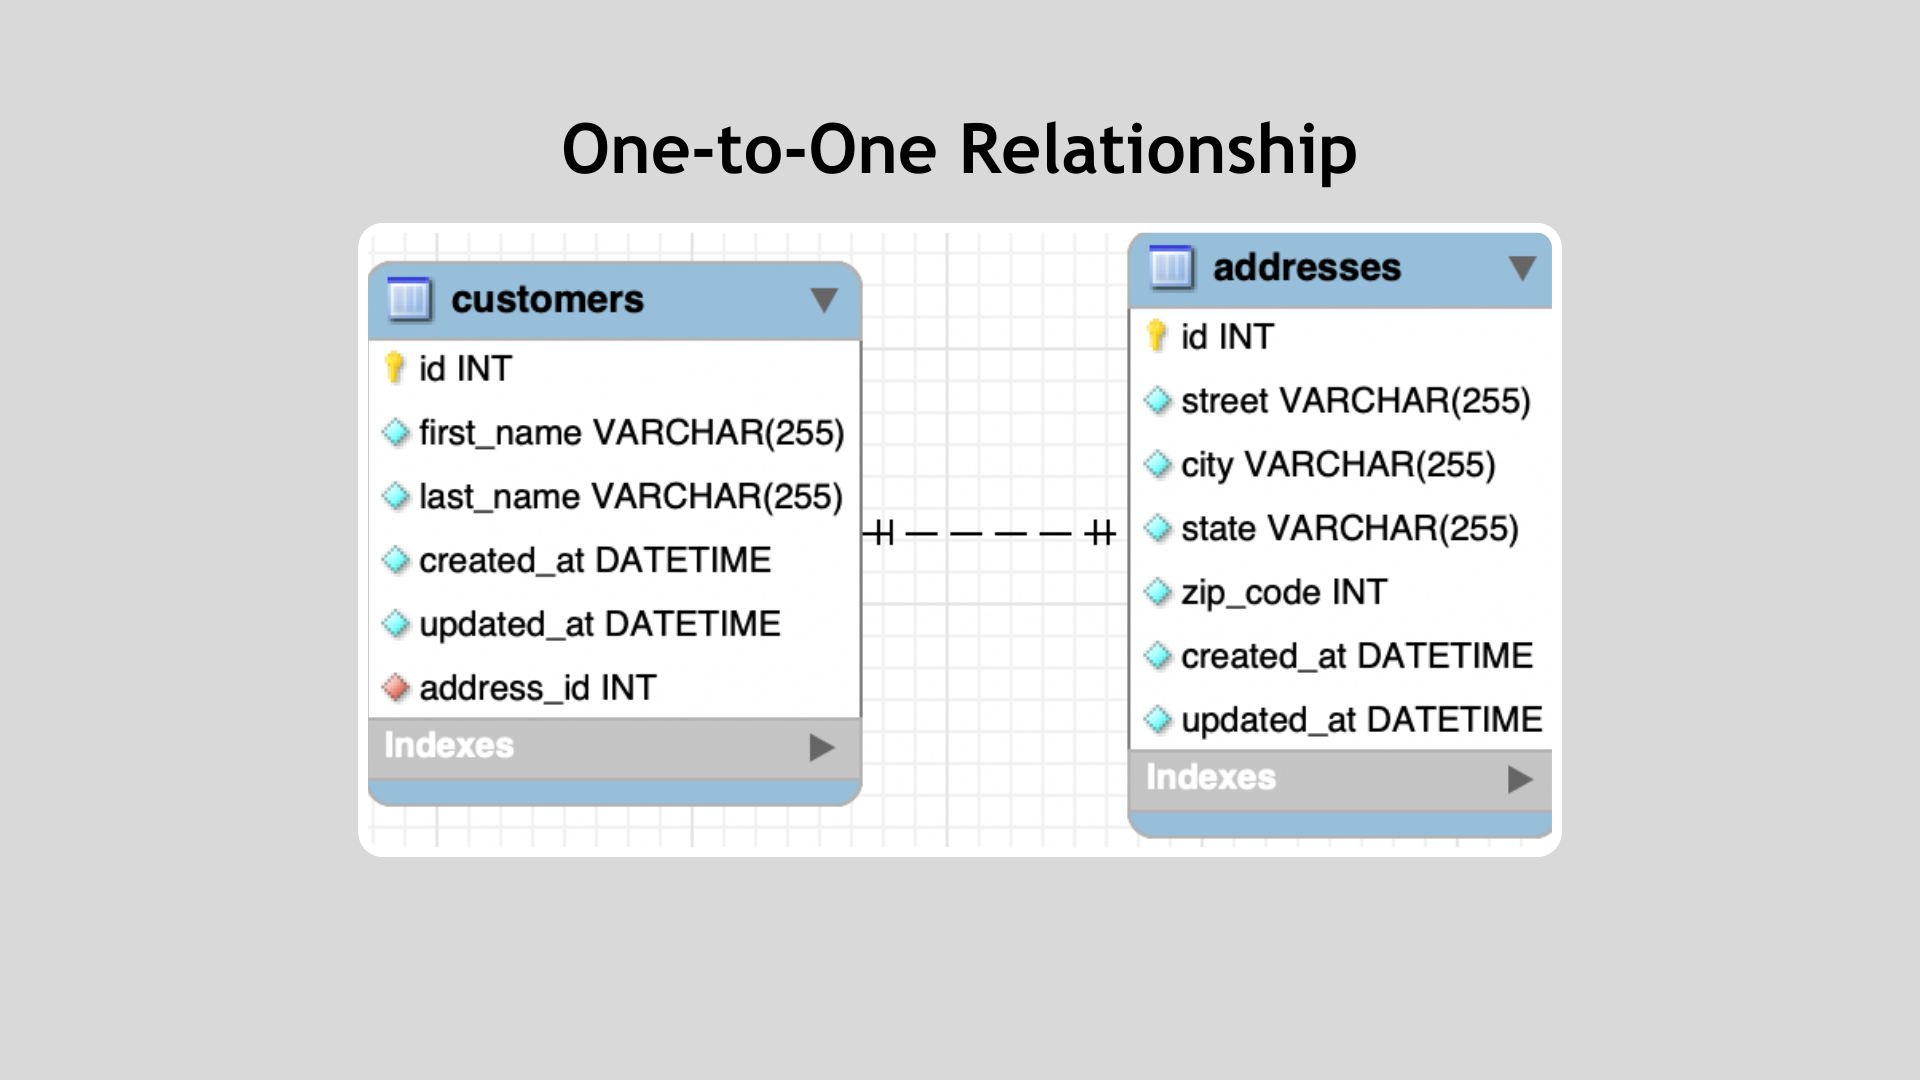 One-to-One Relationship
customers
id INT
first_name VARCHAR(255)
last_name VARCHAR(255)
created_at DATETIME
updated_at DATETIME
address_id INT
Indexes
addresses
id INT
street VARCHAR(255)
city VARCHAR(255)
state VARCHAR(255)
zip_code INT
created_at DATETIME
updated_at DATETIME
Indexes